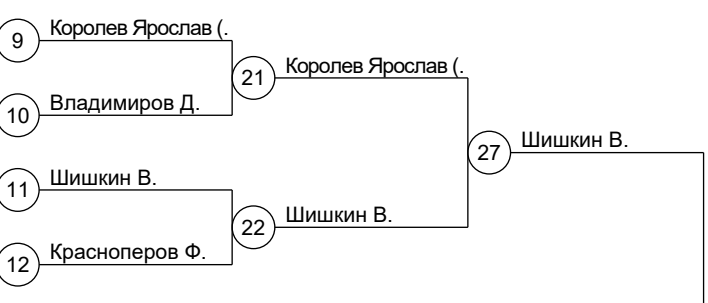 9 Королев Ярослав (.
21 Королев Ярослав (.
10 Владимиров Д.
27 Шишкин В.
11 Шишкин В.
22 Шишкин В.
12 Красноперов Ф.